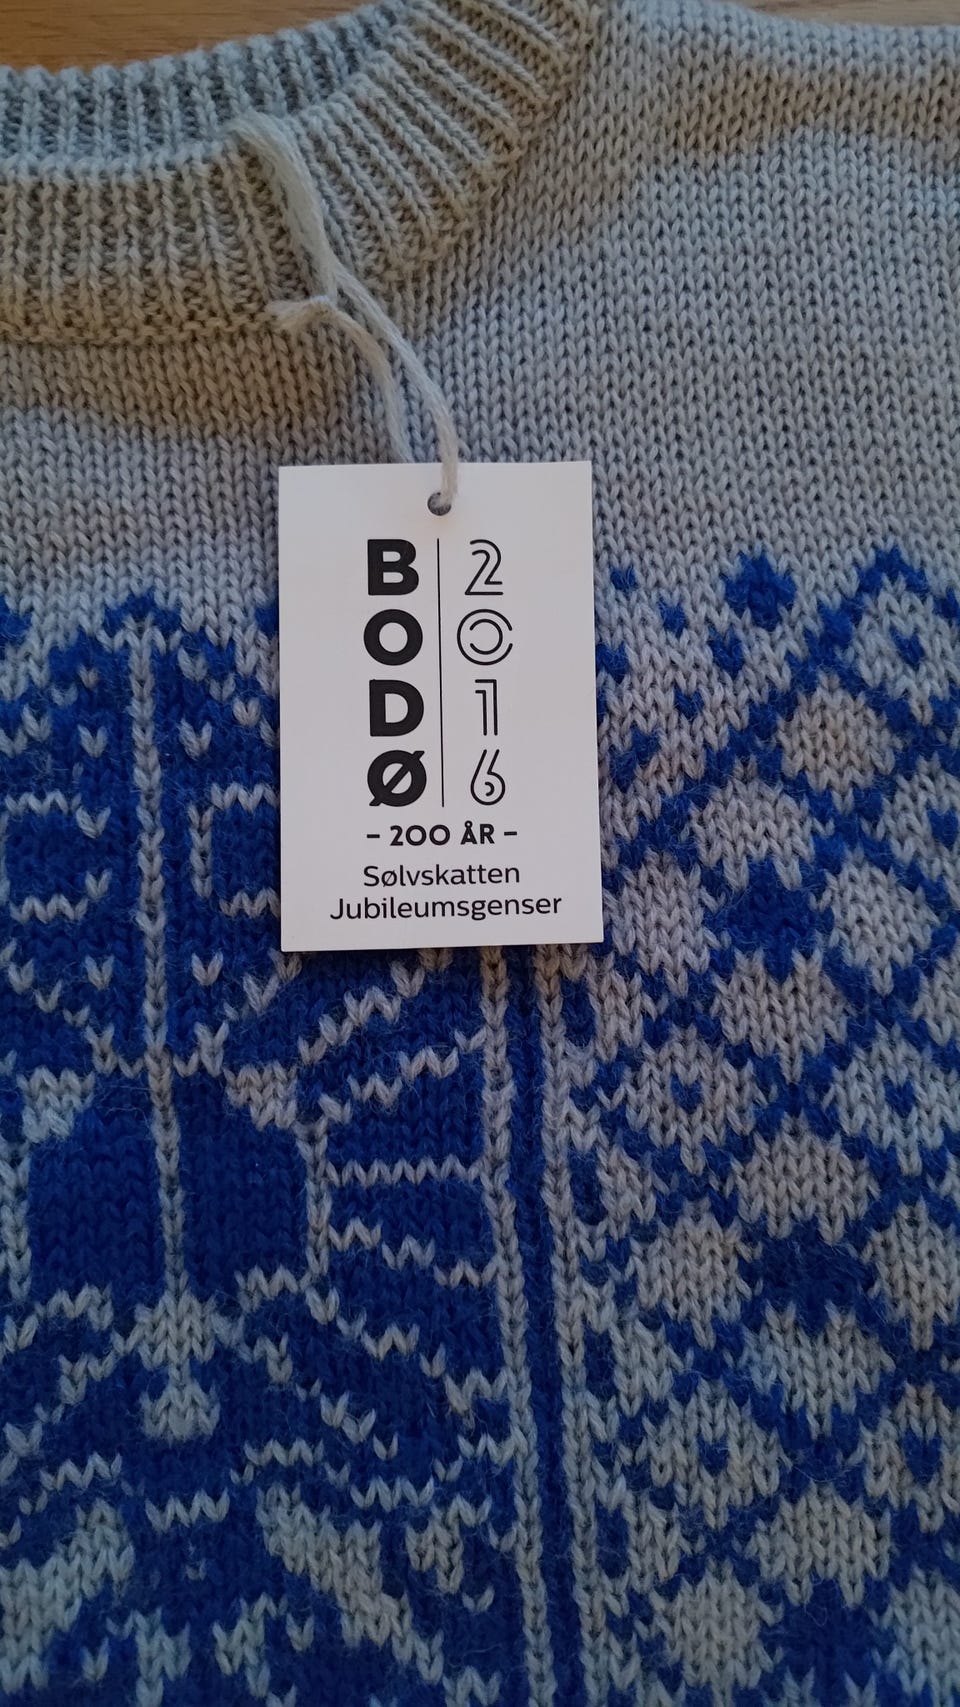 BODØ 2016
- 200 ÅR -
Sølvskatten
Jubileumsgenser